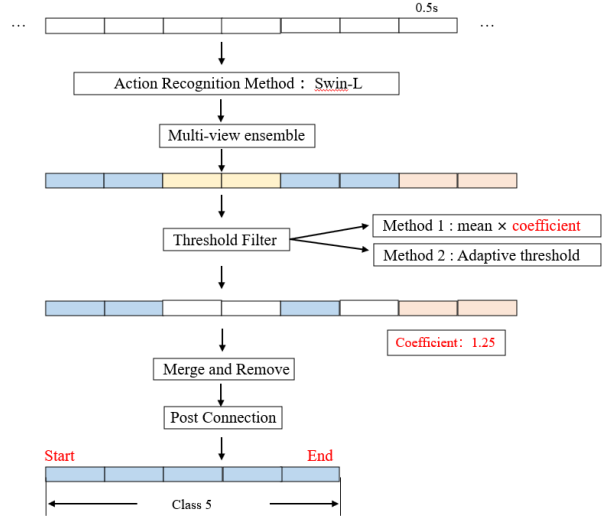 0.5s
... ...
Action Recognition Method： Swin-L
Multi-view ensemble
Threshold Filter
Method 1 : mean × coefficient
Method 2 : Adaptive threshold
Coefficient：1.25
Merge and Remove
Post Connection
Start End
Class 5